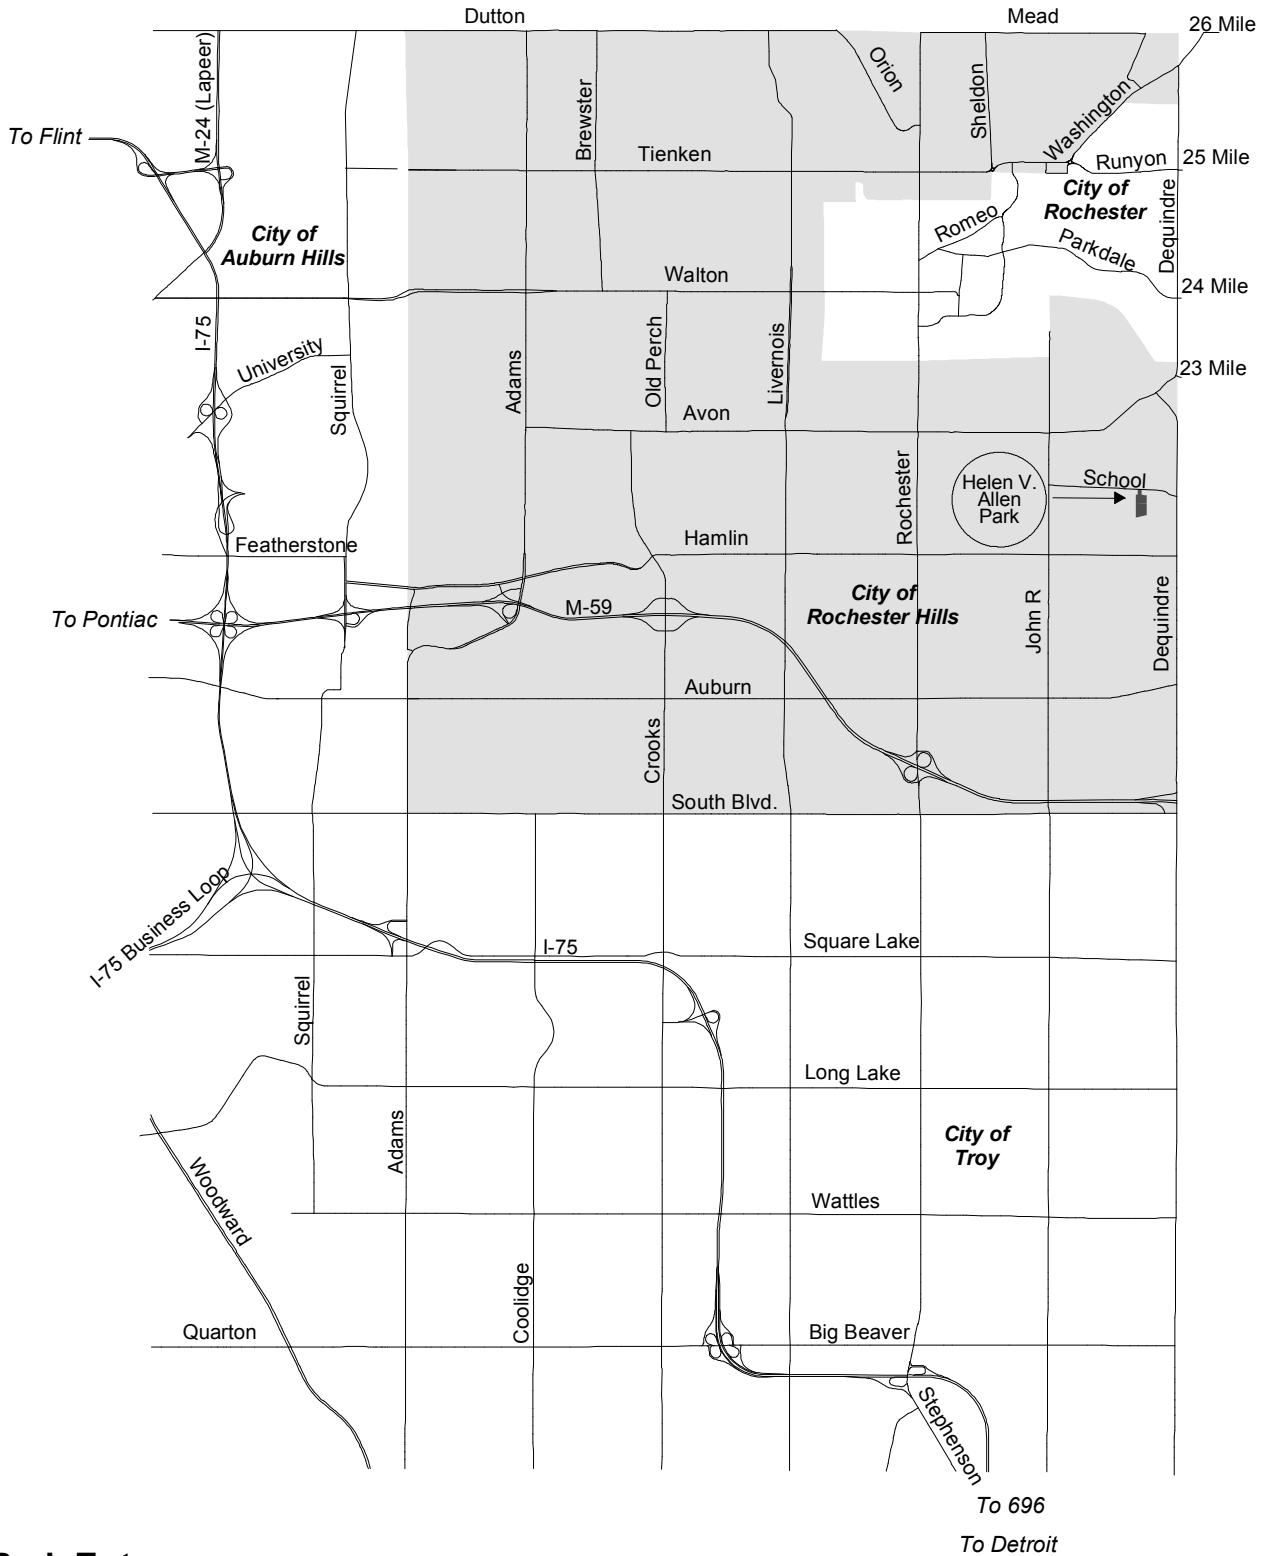 Dutton
Mead
26 Mile
M-24 (Lapeer)
Orion
Brewster
Sheldon
Washington
To Flint
Tienken
Runyon
25 Mile
City of
Rochester
Dequindre
City of
Auburn Hills
Romeo
Parkdale
Walton
24 Mile
I-75
University
Squirrel
Adams
Old Perch
Livernois
23 Mile
Avon
Rochester
Helen V.
Allen
Park
School
Featherstone
Hamlin
To Pontiac
M-59
City of
Rochester Hills
John R
Dequindre
Auburn
Crooks
South Blvd.
I-75 Business Loop
I-75
Square Lake
Squirrel
Long Lake
Adams
City of
Troy
Woodward
Wattles
Coolidge
Quarton
Big Beaver
Stephenson
To 696
To Detroit